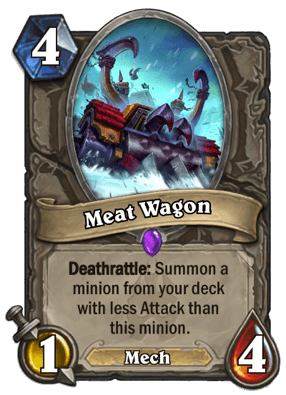 4
Meat Wagon
Deathrattle: Summon a
minion from your deck
with less Attack than
this minion.
1
Mech
4